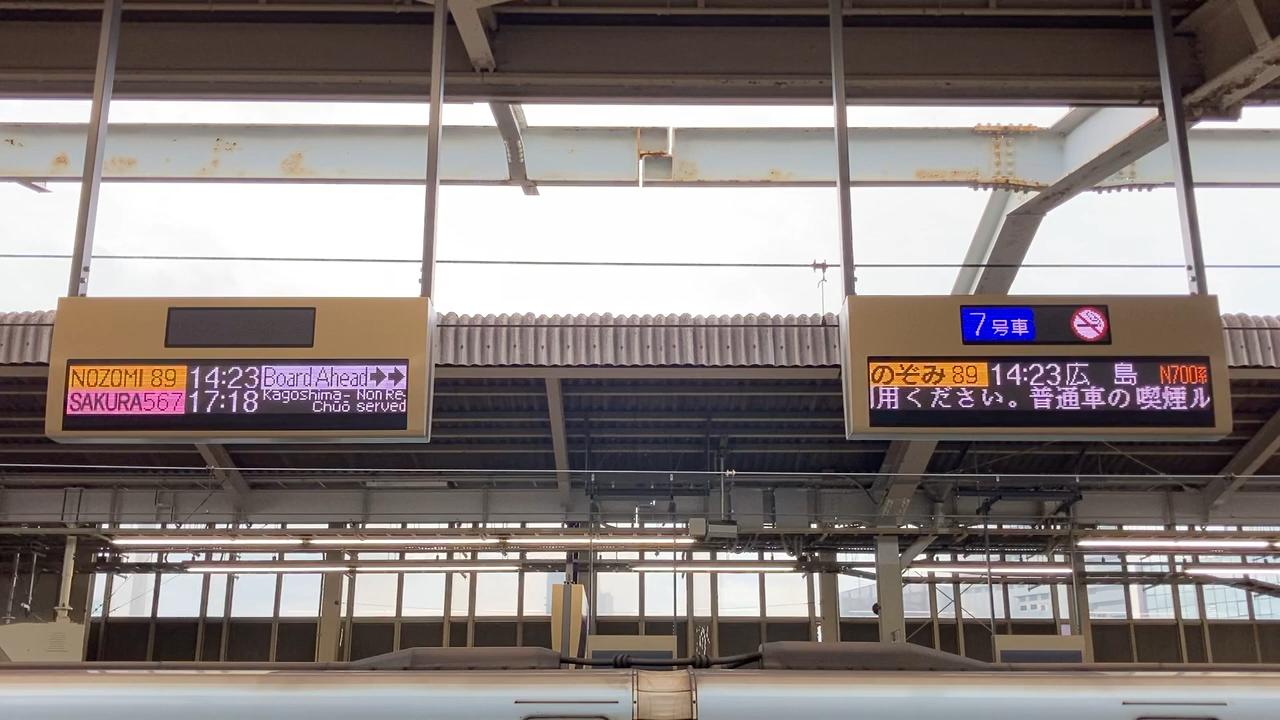 NOZOMI 89 14:23 Board Ahead→→
SAKURA567 17:18 Kagoshima- Chuo Non Re- served
7号車
のぞみ 89 14:23 広島 N700系
用ください。普通車の喫煙ル